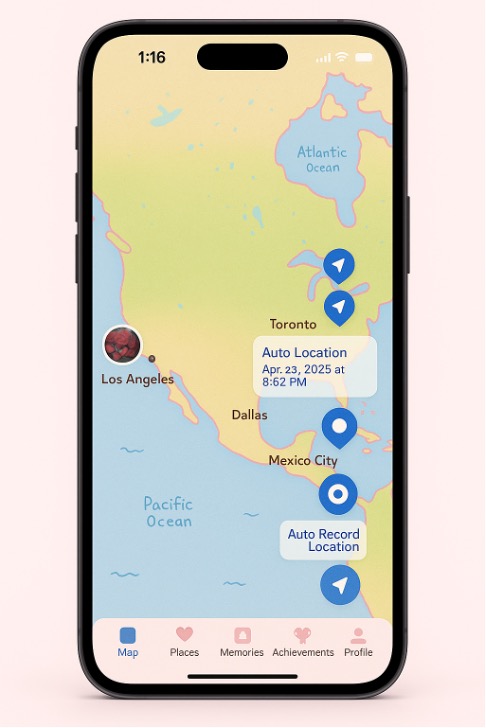 1:16
Atlantic
Ocean
Toronto
Auto Location
Apr. 23, 2025 at
8:62 PM
Los Angeles
Dallas
Mexico City
Pacific
Ocean
Auto Record
Location
Map Places Memories Achievements Profile